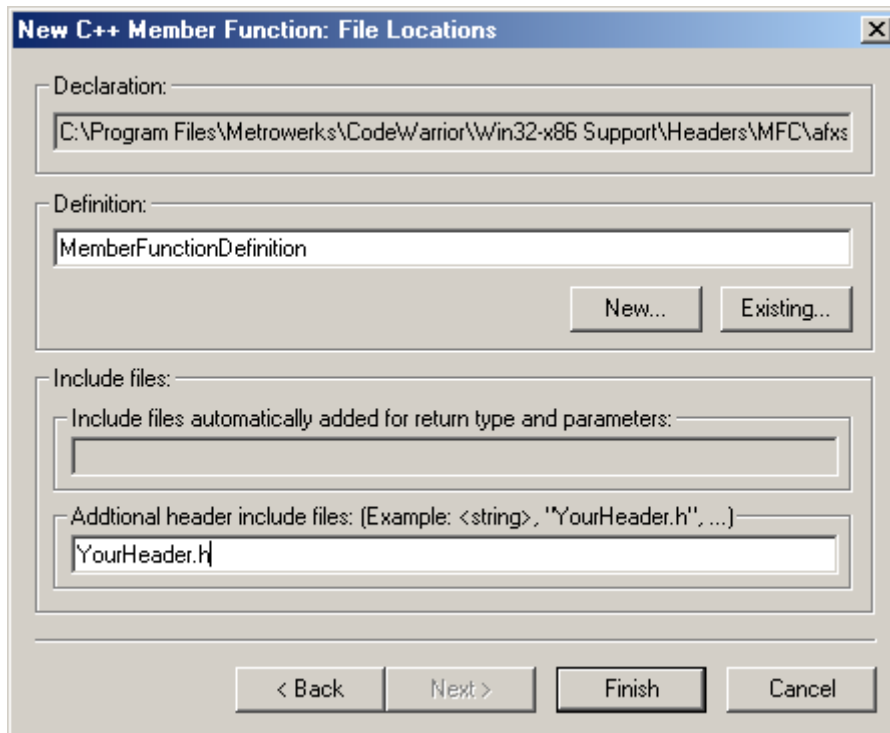 New C++ Member Function: File Locations
Declaration:
C:\Program Files\Metrowerks\CodeWarrior\Win32-x86 Support\Headers\MFC\afxs
Definition:
MemberFunctionDefinition
New... Existing...
Include files:
Include files automatically added for return type and parameters:
Addtional header include files: (Example: <string>, "YourHeader.h", ...)
YourHeader.h
< Back Next > Finish Cancel